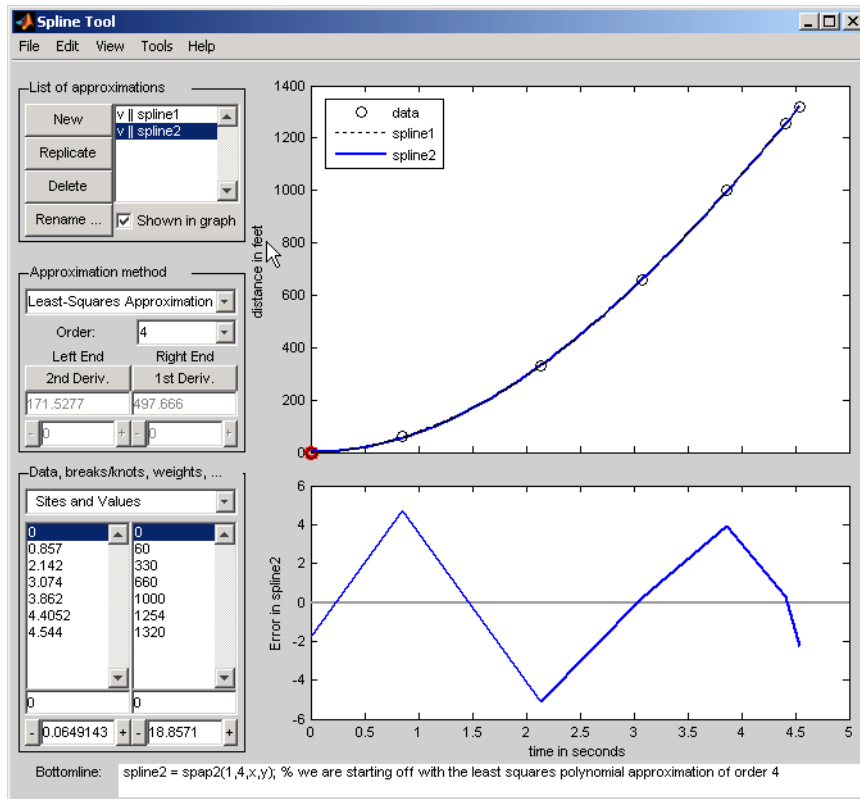 Spline Tool
File Edit View Tools Help
List of approximations
New
Replicate
Delete
Rename ...
v || spline1
v || spline2
Shown in graph
Approximation method
Least-Squares Approximation
Order: 4
Left End Right End
2nd Deriv. 1st Deriv.
171.5277 497.666
- 0 + - 0 +
Data, breaks/knots, weights, ...
Sites and Values
0 0
0.857 60
2.142 330
3.074 660
3.862 1000
4.4052 1254
4.544 1320
0 0
- 0.0649143 + - 18.8571 +
1400
1200
1000
800
600
400
200
0
distance in feet
data
spline1
spline2
6
4
2
0
-2
-4
-6
Error in spline2
0 0.5 1 1.5 2 2.5 3 3.5 4 4.5 5
time in seconds
Bottomline: spline2 = spap2(1,4,x,y); % we are starting off with the least squares polynomial approximation of order 4